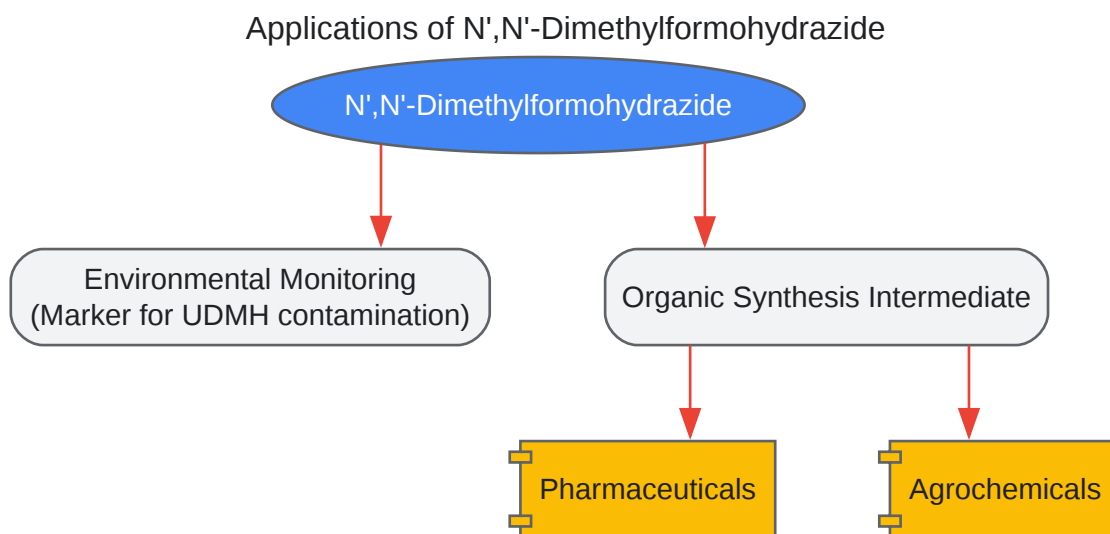 Applications of N',N'-Dimethylformohydrazide
N',N'-Dimethylformohydrazide
Environmental Monitoring
(Marker for UDMH contamination)
Organic Synthesis Intermediate
Pharmaceuticals
Agrochemicals